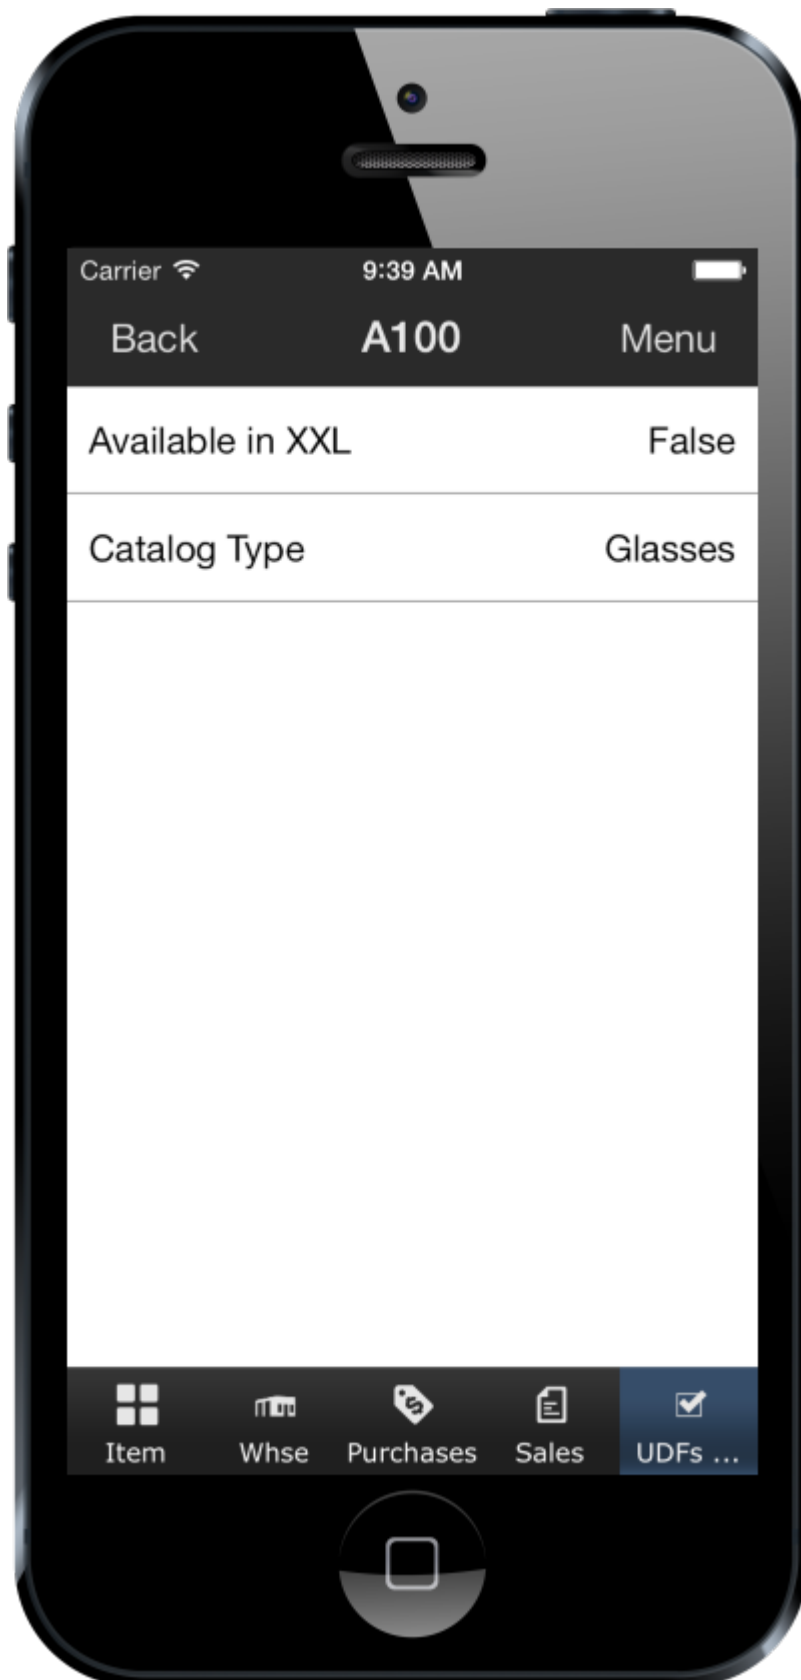 Carrier 9:39 AM
Back A100 Menu
Available in XXL False
Catalog Type Glasses
Item Whse Purchases Sales UDFs ...